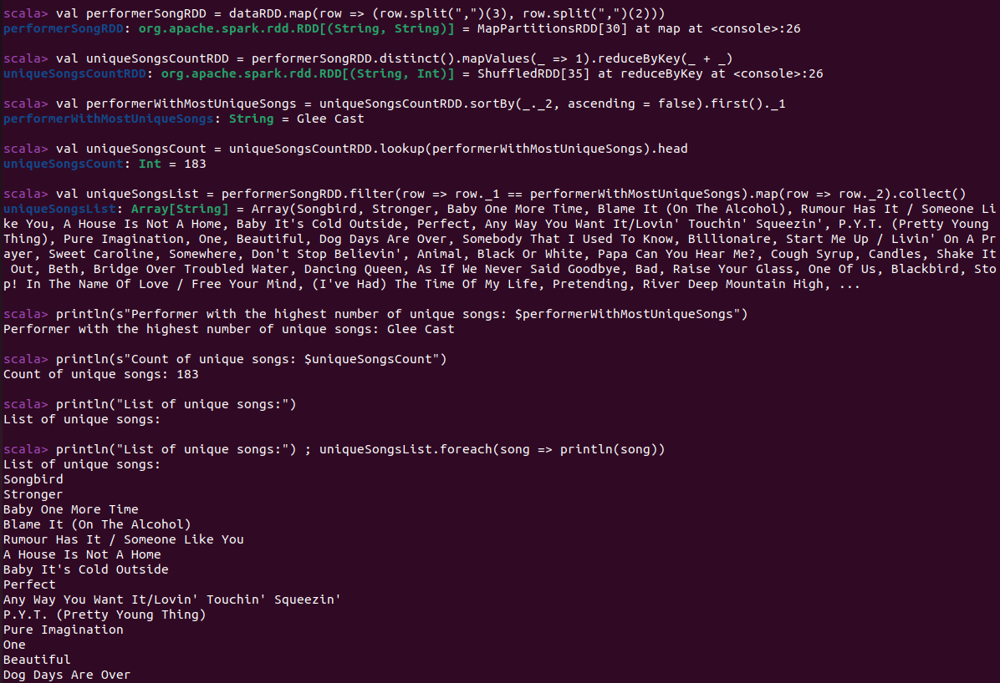 scala> val performerSongRDD = dataRDD.map(row => (row.split(",")(3), row.split(",")(2)))
performerSongRDD: org.apache.spark.rdd.RDD[(String, String)] = MapPartitionsRDD[30] at map at <console>:26
scala> val uniqueSongsCountRDD = performerSongRDD.distinct().mapValues(_ => 1).reduceByKey(_ + _)
uniqueSongsCountRDD: org.apache.spark.rdd.RDD[(String, Int)] = ShuffledRDD[35] at reduceByKey at <console>:26
scala> val performerWithMostUniqueSongs = uniqueSongsCountRDD.sortBy(_._2, ascending = false).first()._1
performerWithMostUniqueSongs: String = Glee Cast
scala> val uniqueSongsCount = uniqueSongsCountRDD.lookup(performerWithMostUniqueSongs).head
uniqueSongsCount: Int = 183
scala> val uniqueSongsList = performerSongRDD.filter(row => row._1 == performerWithMostUniqueSongs).map(row => row._2).collect()
uniqueSongsList: Array[String] = Array(Songbird, Stronger, Baby One More Time, Blame It (On The Alcohol), Rumour Has It / Someone Li
ke You, A House Is Not A Home, Baby It's Cold Outside, Perfect, Any Way You Want It/Lovin' Touchin' Squeezin', P.Y.T. (Pretty Young
Thing), Pure Imagination, One, Beautiful, Dog Days Are Over, Somebody That I Used To Know, Billionaire, Start Me Up / Livin' On A Pr
ayer, Sweet Caroline, Somewhere, Don't Stop Believin', Animal, Black Or White, Papa Can You Hear Me?, Cough Syrup, Candles, Shake It
 Out, Beth, Bridge Over Troubled Water, Dancing Queen, As If We Never Said Goodbye, Bad, Raise Your Glass, One Of Us, Blackbird, Sto
p! In The Name Of Love / Free Your Mind, (I've Had) The Time Of My Life, Pretending, River Deep Mountain High, ...
scala> println(s"Performer with the highest number of unique songs: $performerWithMostUniqueSongs")
Performer with the highest number of unique songs: Glee Cast
scala> println(s"Count of unique songs: $uniqueSongsCount")
Count of unique songs: 183
scala> println("List of unique songs:")
List of unique songs:
scala> println("List of unique songs:") ; uniqueSongsList.foreach(song => println(song))
List of unique songs:
Songbird
Stronger
Baby One More Time
Blame It (On The Alcohol)
Rumour Has It / Someone Like You
A House Is Not A Home
Baby It's Cold Outside
Perfect
Any Way You Want It/Lovin' Touchin' Squeezin'
P.Y.T. (Pretty Young Thing)
Pure Imagination
One
Beautiful
Dog Days Are Over